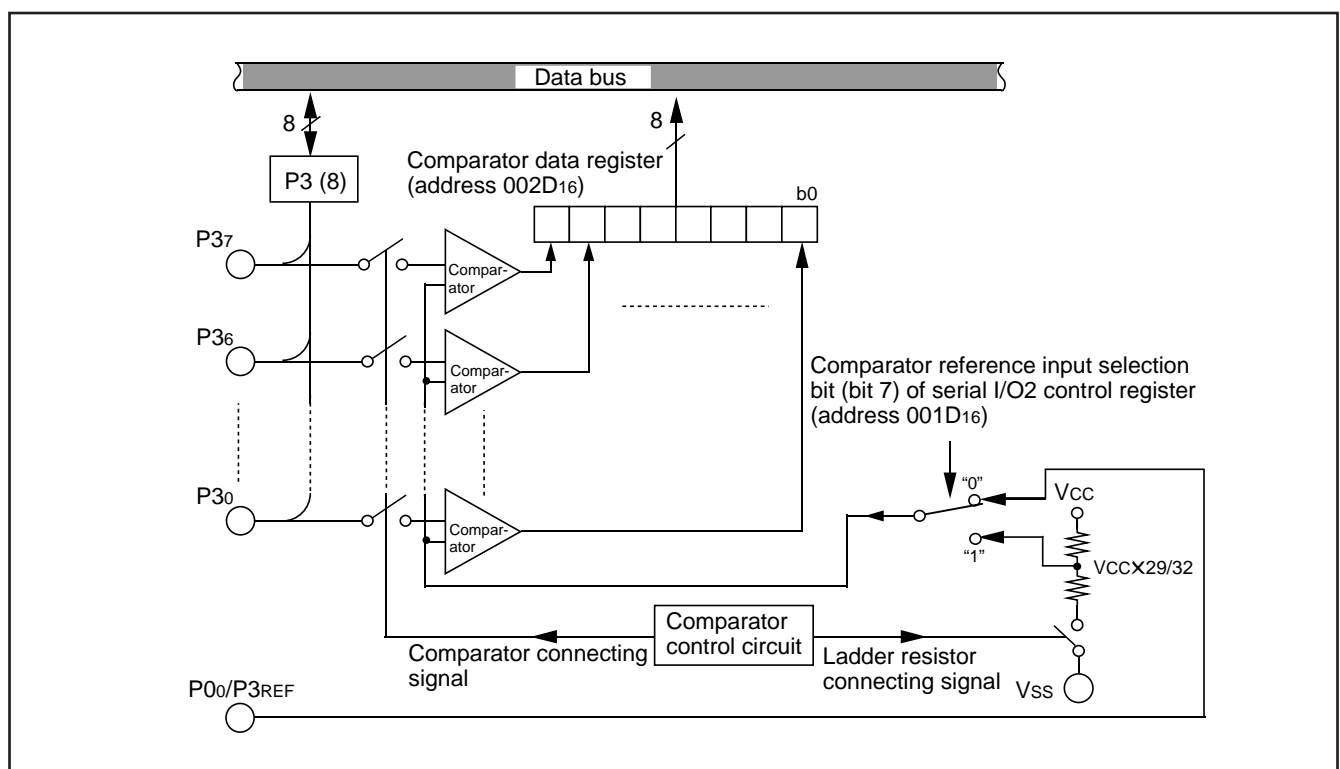 Data bus
8
8
P3 (8)
Comparator data register
(address 002D16)
b0
P37
Compar-
ator
P36
Compar-
ator
Comparator reference input selection
bit (bit 7) of serial I/O2 control register
(address 001D16)
P30
Compar-
ator
“0”
VCC
“1”
VCC×29/32
Comparator
control circuit
Comparator connecting
signal
Ladder resistor
connecting signal
VSS
P00/P3REF